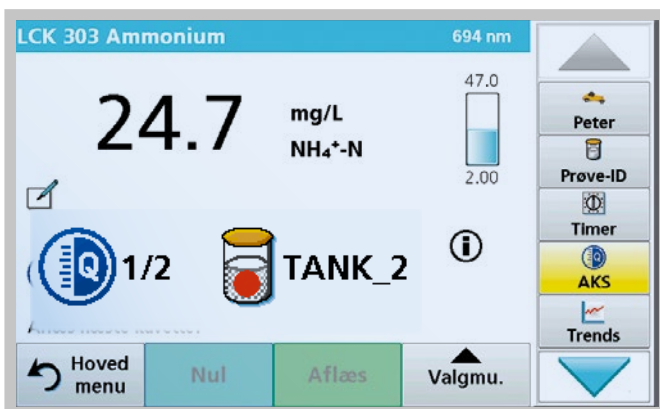 LCK 303 Ammonium 694 nm
47.0
24.7 mg/L
NH₄⁺-N
2.00
Q 1/2 TANK_2
Hoved menu
Nul
Aflæs
Valgmu.
Peter
Prøve-ID
Timer
AKS
Trends